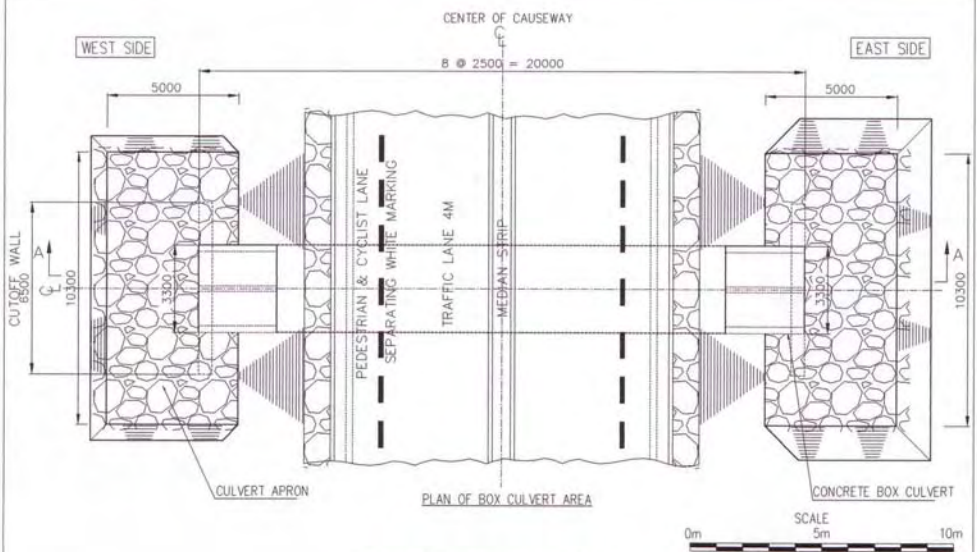 CENTER OF CAUSEWAY
℄
WEST SIDE
EAST SIDE
8 @ 2500 = 20000
5000
5000
CUTOFF WALL
6500
A
℄
10300
3300
PEDESTRIAN & CYCLIST LANE
SEPARATING WHITE MARKING
TRAFFIC LANE 4M
MEDIAN STRIP
3300
A
10300
CULVERT APRON
PLAN OF BOX CULVERT AREA
CONCRETE BOX CULVERT
SCALE
0m 5m 10m